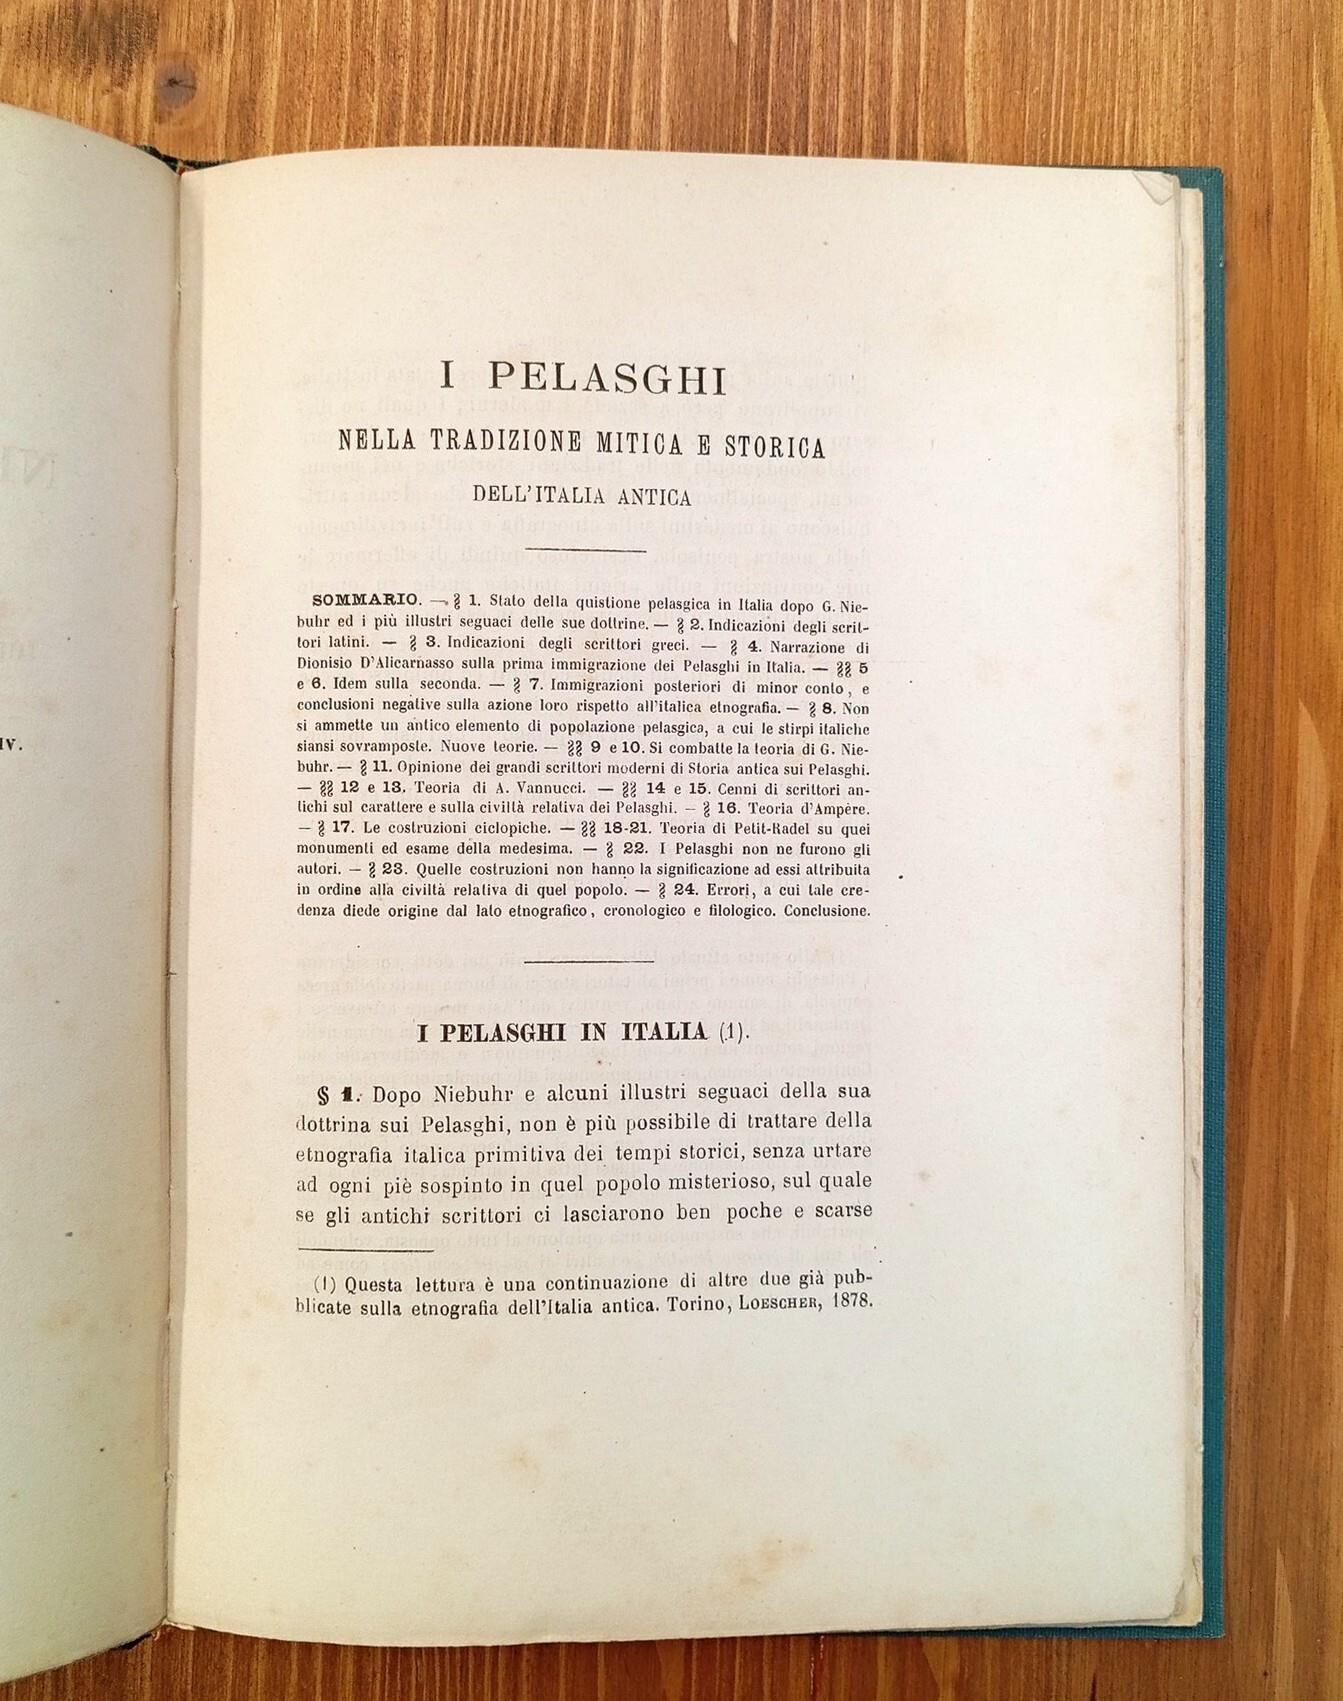 IV.
I PELASGHI
NELLA TRADIZIONE MITICA E STORICA
DELL'ITALIA ANTICA
SOMMARIO. — § 1. Stato della quistione pelasgica in Italia dopo G. Nie-
buhr ed i più illustri seguaci delle sue dottrine. — § 2. Indicazioni degli scrit-
tori latini. — § 3. Indicazioni degli scrittori greci. — § 4. Narrazione di
Dionisio D'Alicarnasso sulla prima immigrazione dei Pelasghi in Italia. — §§ 5
e 6. Idem sulla seconda. — § 7. Immigrazioni posteriori di minor conto, e
conclusioni negative sulla azione loro rispetto all'italica etnografia. — § 8. Non
si ammette un antico elemento di popolazione pelasgica, a cui le stirpi italiche
siansi sovramposte. Nuove teorie. — §§ 9 e 10. Si combatte la teoria di G. Nie-
buhr. — § 11. Opinione dei grandi scrittori moderni di Storia antica sui Pelasghi.
— §§ 12 e 13. Teoria di A. Vannucci. — §§ 14 e 15. Cenni di scrittori an-
tichi sul carattere e sulla civiltà relativa dei Pelasghi. — § 16. Teoria d'Ampère.
— § 17. Le costruzioni ciclopiche. — §§ 18-21. Teoria di Petit-Radel su quei
monumenti ed esame della medesima. — § 22. I Pelasghi non ne furono gli
autori. — § 23. Quelle costruzioni non hanno la significazione ad essi attribuita
in ordine alla civiltà relativa di quel popolo. — § 24. Errori, a cui tale cre-
denza diede origine dal lato etnografico, cronologico e filologico. Conclusione.
I PELASGHI IN ITALIA (1).
§ 1. Dopo Niebuhr e alcuni illustri seguaci della sua
dottrina sui Pelasghi, non è più possibile di trattare della
etnografia italica primitiva dei tempi storici, senza urtare
ad ogni piè sospinto in quel popolo misterioso, sul quale
se gli antichi scrittori ci lasciarono ben poche e scarse
(1) Questa lettura è una continuazione di altre due già pub-
blicate sulla etnografia dell'Italia antica. Torino, LOESCHER, 1878.